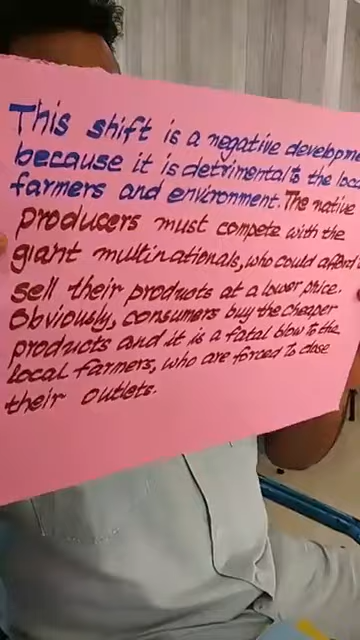 This shift is a negative developme
because it is detrimental to the loca
farmers and environment. The native
producers must compete with the
giant multinationals, who could afford
sell their products at a lower price.
Obviously, consumers buy the cheaper
products and it is a fatal blow to the
local farmers, who are forced to close
their outlets.